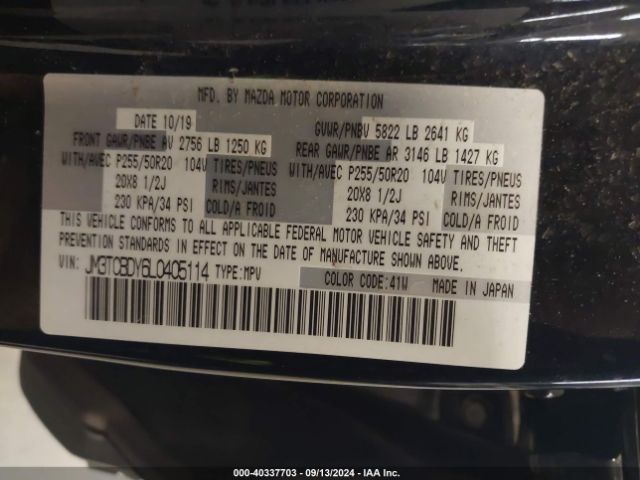 MFD. BY MAZDA MOTOR CORPORATION
DATE 10/19 GVWR/PNBV 5822 LB 2641 KG
FRONT GAWR/PNBE AV 2756 LB 1250 KG REAR GAWR/PNBE AR 3146 LB 1427 KG
WITH/AVEC P255/50R20 104V TIRES/PNEUS WITH/AVEC P255/50R20 104V TIRES/PNEUS
20X8 1/2J RIMS/JANTES 20X8 1/2J RIMS/JANTES
230 KPA/34 PSI COLD/A FROID 230 KPA/34 PSI COLD/A FROID
THIS VEHICLE CONFORMS TO ALL APPLICABLE FEDERAL MOTOR VEHICLE SAFETY AND THEFT
PREVENTION STANDARDS IN EFFECT ON THE DATE OF MANUFACTURE SHOWN ABOVE.
VIN: JM3TCBDY6L0405114 TYPE:MPV COLOR CODE:41W MADE IN JAPAN
000-40337703 - 09/13/2024 - IAA Inc.